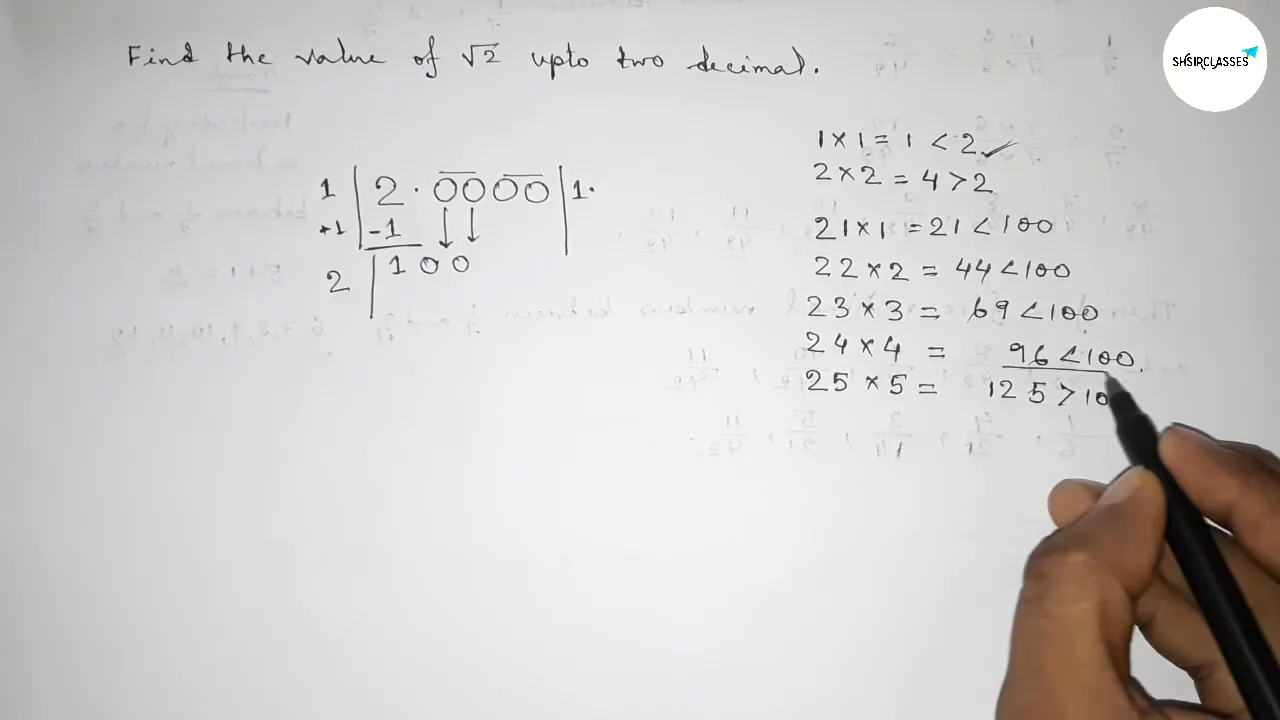 Find the value of √2 upto two decimal.
SHSIRCLASSES
1 | 2 . 00 00 | 1.
+1 | -1
2 | 1 0 0
1 × 1 = 1 < 2 ✓
2 × 2 = 4 > 2
21 × 1 = 21 < 100
22 × 2 = 44 < 100
23 × 3 = 69 < 100
24 × 4 = 96 < 100.
25 × 5 = 125 > 10